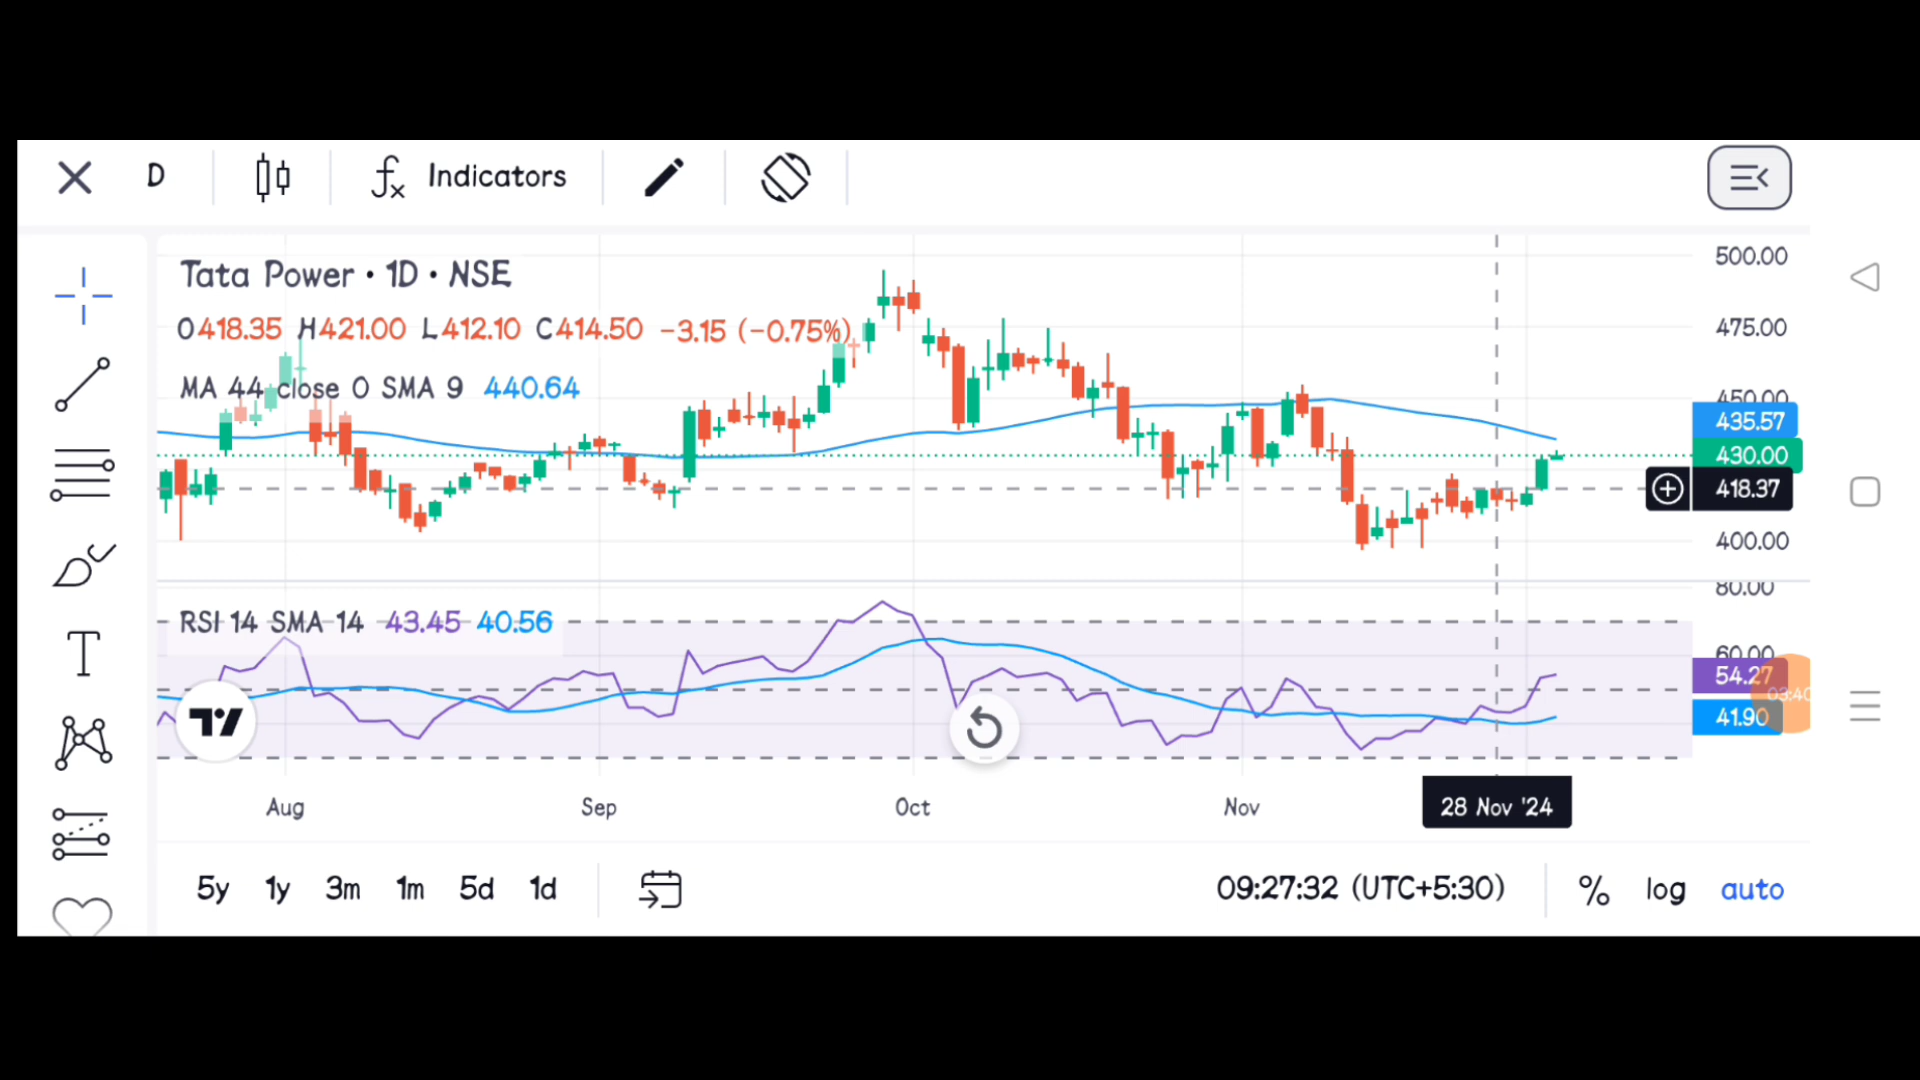 D Indicators
Tata Power · 1D · NSE
O418.35 H421.00 L412.10 C414.50 −3.15 (−0.75%)
MA 44 close 0 SMA 9 440.64
500.00
475.00
450.00
435.57
430.00
418.37
400.00
80.00
RSI 14 SMA 14 43.45 40.56
60.00
54.27
03:40
41.90
Aug Sep Oct Nov 28 Nov '24
5y 1y 3m 1m 5d 1d 09:27:32 (UTC+5:30) % log auto